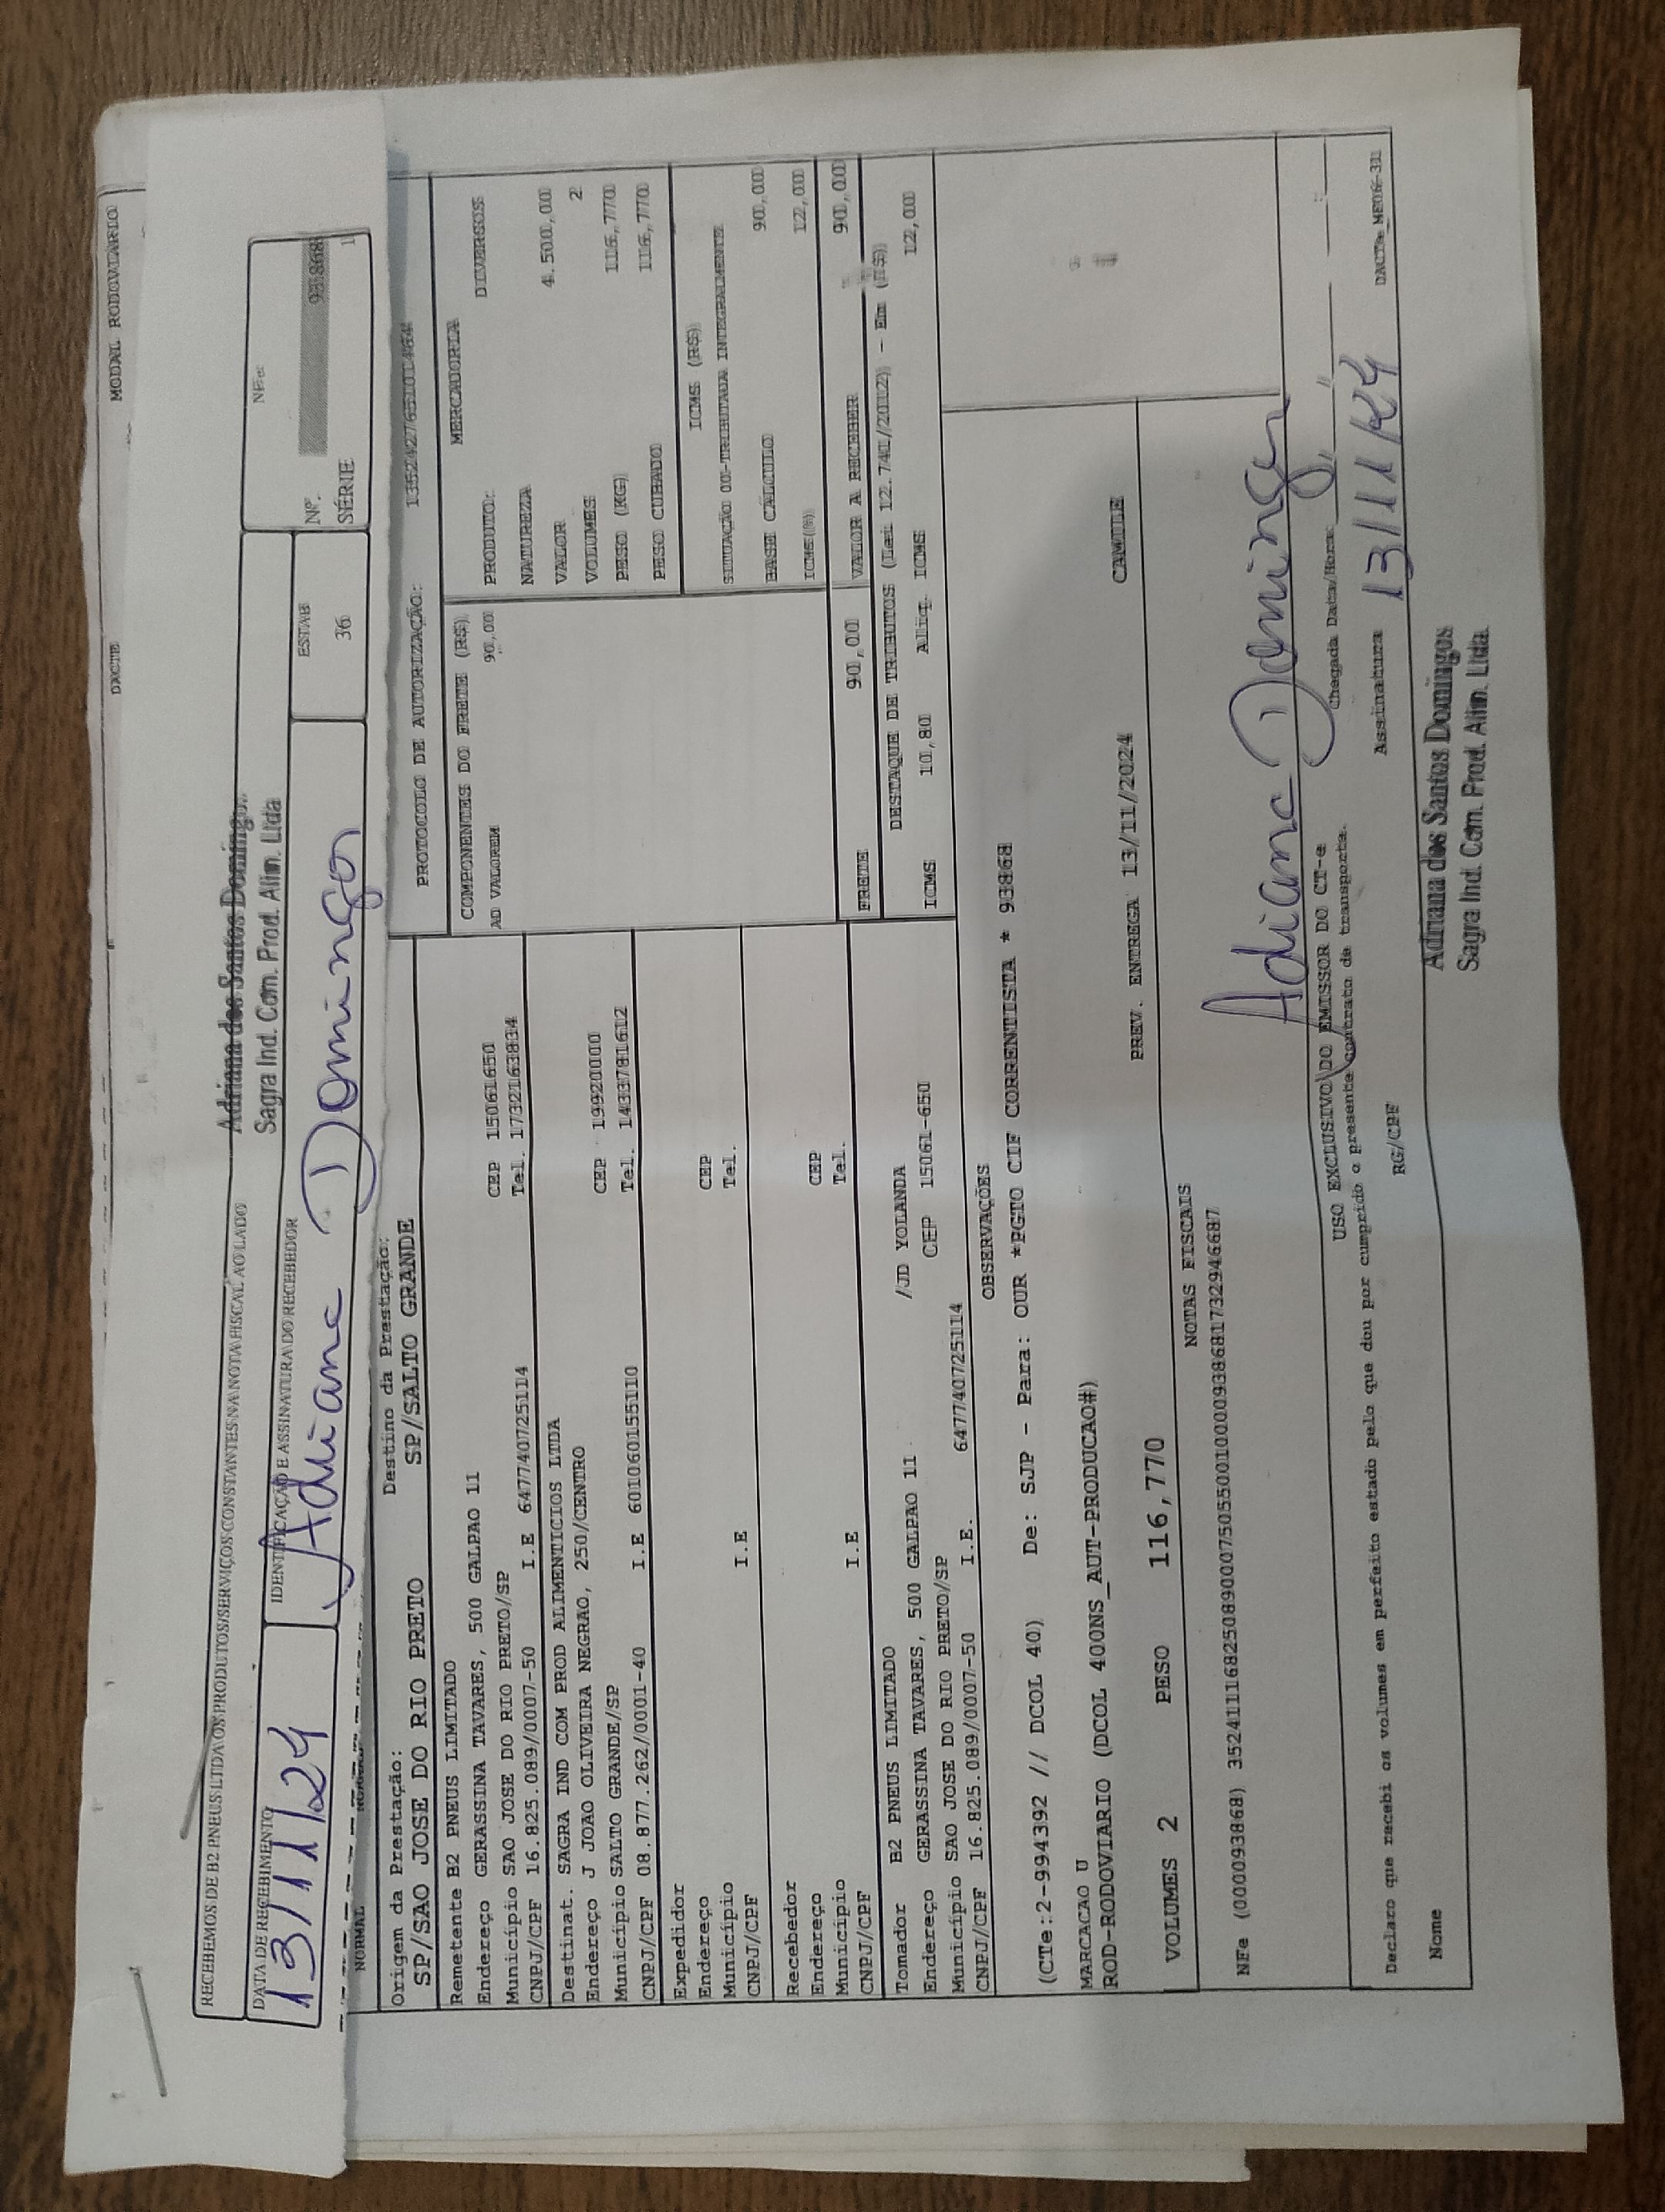 DACTE MODAL RODOVIÁRIO
RECEBEMOS DE B2 PNEUS LTDA OS PRODUTOS/SERVIÇOS CONSTANTES NA NOTA FISCAL AO LADO
Adriana dos Santos Domingos
Sagra Ind. Com. Prod. Alim. Ltda
DATA DE RECEBIMENTO
13/11/24
IDENTIFICAÇÃO E ASSINATURA DO RECEBEDOR
Adriana Domingos
ESTAB
36
NFe
Nº.
SÉRIE 1
NORMAL
PROTOCOLO DE AUTORIZAÇÃO:
Origem da Prestação:
SP/SAO JOSE DO RIO PRETO
Destino da Prestação:
SP/SALTO GRANDE
Remetente B2 PNEUS LIMITADO
Endereço GERASSINA TAVARES, 500 GALPAO 11 CEP 15061650
Município SAO JOSE DO RIO PRETO/SP Tel. 1732163834
CNPJ/CPF 16.825.089/0007-50 I.E 647740725114
Destinat. SAGRA IND COM PROD ALIMENTICIOS LTDA
Endereço J JOAO OLIVEIRA NEGRAO, 250/CENTRO CEP 19920000
Município SALTO GRANDE/SP Tel. 1433781612
CNPJ/CPF 08.877.262/0001-40 I.E 601060155110
Expedidor
Endereço CEP
Município Tel.
CNPJ/CPF I.E
Recebedor
Endereço CEP
Município Tel.
CNPJ/CPF I.E
Tomador B2 PNEUS LIMITADO
Endereço GERASSINA TAVARES, 500 GALPAO 11 /JD YOLANDA
Município SAO JOSE DO RIO PRETO/SP CEP 15061-650
CNPJ/CPF 16.825.089/0007-50 I.E. 647740725114
COMPONENTES DO FRETE (R$)
AD VALOREM 90,00
MERCADORIA
PRODUTO:
NATUREZA DIVERSOS
VALOR 4.500,00
VOLUMES 2
PESO (KG) 116,770
PESO CUBADO 116,770
ICMS (R$)
SITUAÇÃO 00-TRIBUTADA INTEGRALMENTE
BASE CÁLCULO 90,00
ICMS(%) 12,00
FRETE 90,00 VALOR A RECEBER 90,00
DESTAQUE DE TRIBUTOS (Lei 12.741/2012) - Em (R$)
ICMS 10,80 Aliq. ICMS 12,00
OBSERVAÇÕES
(CTe:2-994392 // DCOL 40) De: SJP - Para: OUR *PGTO CIF CORRENTISTA * 93868
MARCACAO U
ROD-RODOVIARIO (DCOL 400NS_AUT-PRODUCAO#)
PREV. ENTREGA 13/11/2024 CAMILE
VOLUMES 2 PESO 116,770
NOTAS FISCAIS
NFe (000093868) 35241116825089000750550010000938681732946687
Adriana Domingos
USO EXCLUSIVO DO EMISSOR DO CT-e
Declaro que recebi os volumes em perfeito estado pelo que dou por cumprido o presente contrato de transporte.
Chegada Data/Hora:
Nome RG/CPF Assinatura 13/11/24
Adriana dos Santos Domingos
Sagra Ind. Com. Prod. Alim. Ltda.